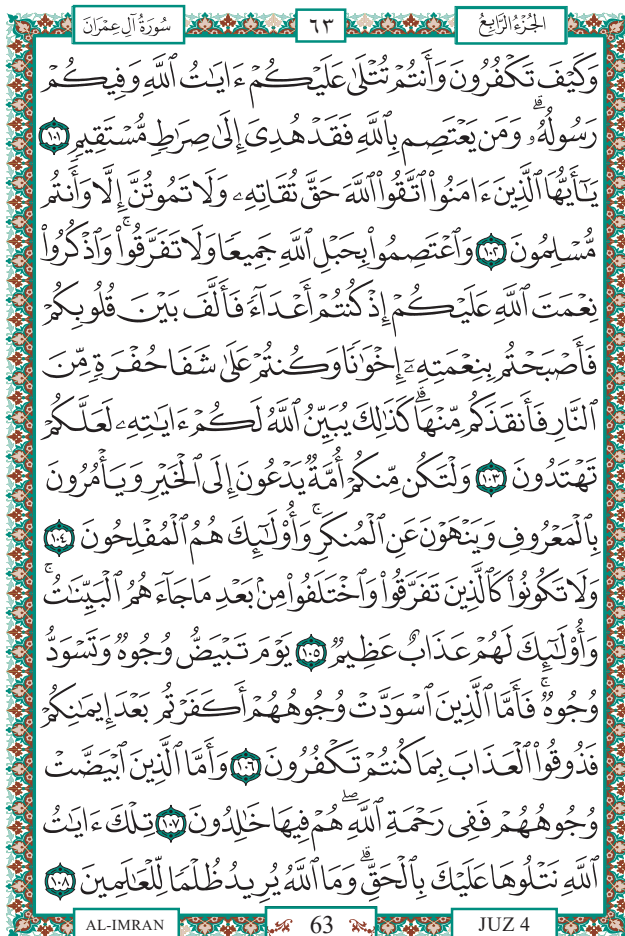 الجُزْءُ الرَّابِعُ ٦٣ سُورَةُ آلِ عِمْرَان
وَكَيْفَ تَكْفُرُونَ وَأَنتُمْ تُتْلَىٰ عَلَيْكُمْ ءَايَـٰتُ ٱللَّهِ وَفِيكُمْ
رَسُولُهُۥ ۗ وَمَن يَعْتَصِم بِٱللَّهِ فَقَدْ هُدِىَ إِلَىٰ صِرَٰطٍ مُّسْتَقِيمٍ ١٠١
يَـٰٓأَيُّهَا ٱلَّذِينَ ءَامَنُوا۟ ٱتَّقُوا۟ ٱللَّهَ حَقَّ تُقَاتِهِۦ وَلَا تَمُوتُنَّ إِلَّا وَأَنتُم
مُّسْلِمُونَ ١٠٢ وَٱعْتَصِمُوا۟ بِحَبْلِ ٱللَّهِ جَمِيعًا وَلَا تَفَرَّقُوا۟ ۚ وَٱذْكُرُوا۟
نِعْمَتَ ٱللَّهِ عَلَيْكُمْ إِذْ كُنتُمْ أَعْدَآءً فَأَلَّفَ بَيْنَ قُلُوبِكُمْ
فَأَصْبَحْتُم بِنِعْمَتِهِۦٓ إِخْوَٰنًا وَكُنتُمْ عَلَىٰ شَفَا حُفْرَةٍ مِّنَ
ٱلنَّارِ فَأَنقَذَكُم مِّنْهَا ۗ كَذَٰلِكَ يُبَيِّنُ ٱللَّهُ لَكُمْ ءَايَـٰتِهِۦ لَعَلَّكُمْ
تَهْتَدُونَ ١٠٣ وَلْتَكُن مِّنكُمْ أُمَّةٌ يَدْعُونَ إِلَى ٱلْخَيْرِ وَيَأْمُرُونَ
بِٱلْمَعْرُوفِ وَيَنْهَوْنَ عَنِ ٱلْمُنكَرِ ۚ وَأُو۟لَـٰٓئِكَ هُمُ ٱلْمُفْلِحُونَ ١٠٤
وَلَا تَكُونُوا۟ كَٱلَّذِينَ تَفَرَّقُوا۟ وَٱخْتَلَفُوا۟ مِنۢ بَعْدِ مَا جَآءَهُمُ ٱلْبَيِّنَـٰتُ ۚ
وَأُو۟لَـٰٓئِكَ لَهُمْ عَذَابٌ عَظِيمٌ ١٠٥ يَوْمَ تَبْيَضُّ وُجُوهٌ وَتَسْوَدُّ
وُجُوهٌ ۚ فَأَمَّا ٱلَّذِينَ ٱسْوَدَّتْ وُجُوهُهُمْ أَكَفَرْتُم بَعْدَ إِيمَـٰنِكُمْ
فَذُوقُوا۟ ٱلْعَذَابَ بِمَا كُنتُمْ تَكْفُرُونَ ١٠٦ وَأَمَّا ٱلَّذِينَ ٱبْيَضَّتْ
وُجُوهُهُمْ فَفِى رَحْمَةِ ٱللَّهِ ۖ هُمْ فِيهَا خَـٰلِدُونَ ١٠٧ تِلْكَ ءَايَـٰتُ
ٱللَّهِ نَتْلُوهَا عَلَيْكَ بِٱلْحَقِّ ۗ وَمَا ٱللَّهُ يُرِيدُ ظُلْمًا لِّلْعَـٰلَمِينَ ١٠٨
AL-IMRAN 63 JUZ 4